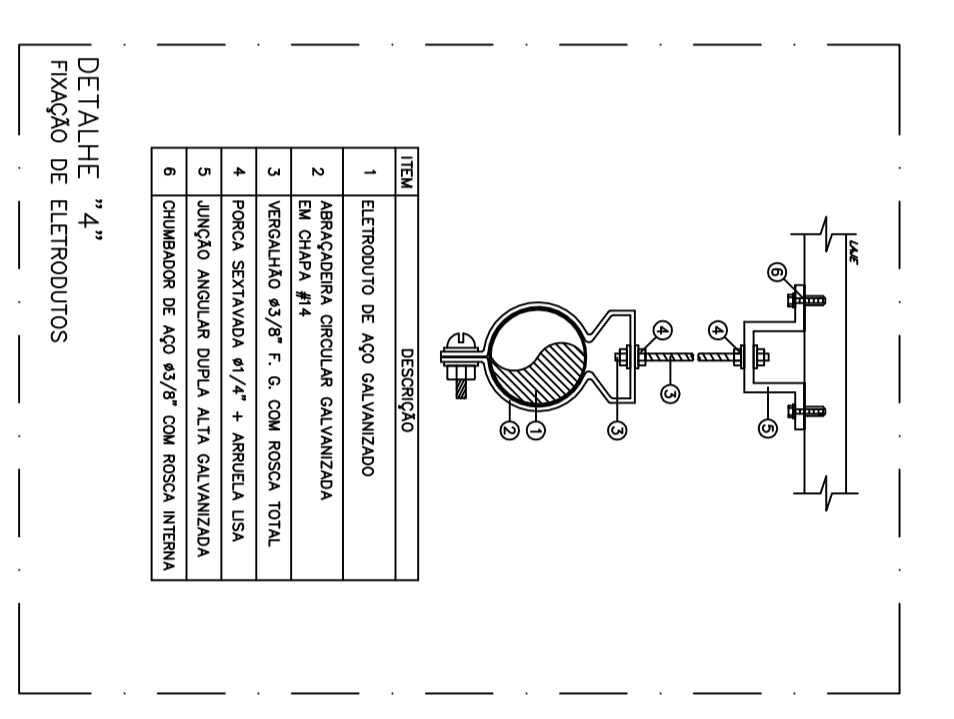 LAJE
6
4
5
4
3
3
1
2
ITEM DESCRIÇÃO
1 ELETRODUTO DE AÇO GALVANIZADO
2 ABRAÇADEIRA CIRCULAR GALVANIZADA
EM CHAPA #14
3 VERGALHÃO ø3/8" F. G. COM ROSCA TOTAL
4 PORCA SEXTAVADA ø1/4" + ARRUELA LISA
5 JUNÇÃO ANGULAR DUPLA ALTA GALVANIZADA
6 CHUMBADOR DE AÇO ø3/8" COM ROSCA INTERNA
DETALHE "4"
FIXAÇÃO DE ELETRODUTOS